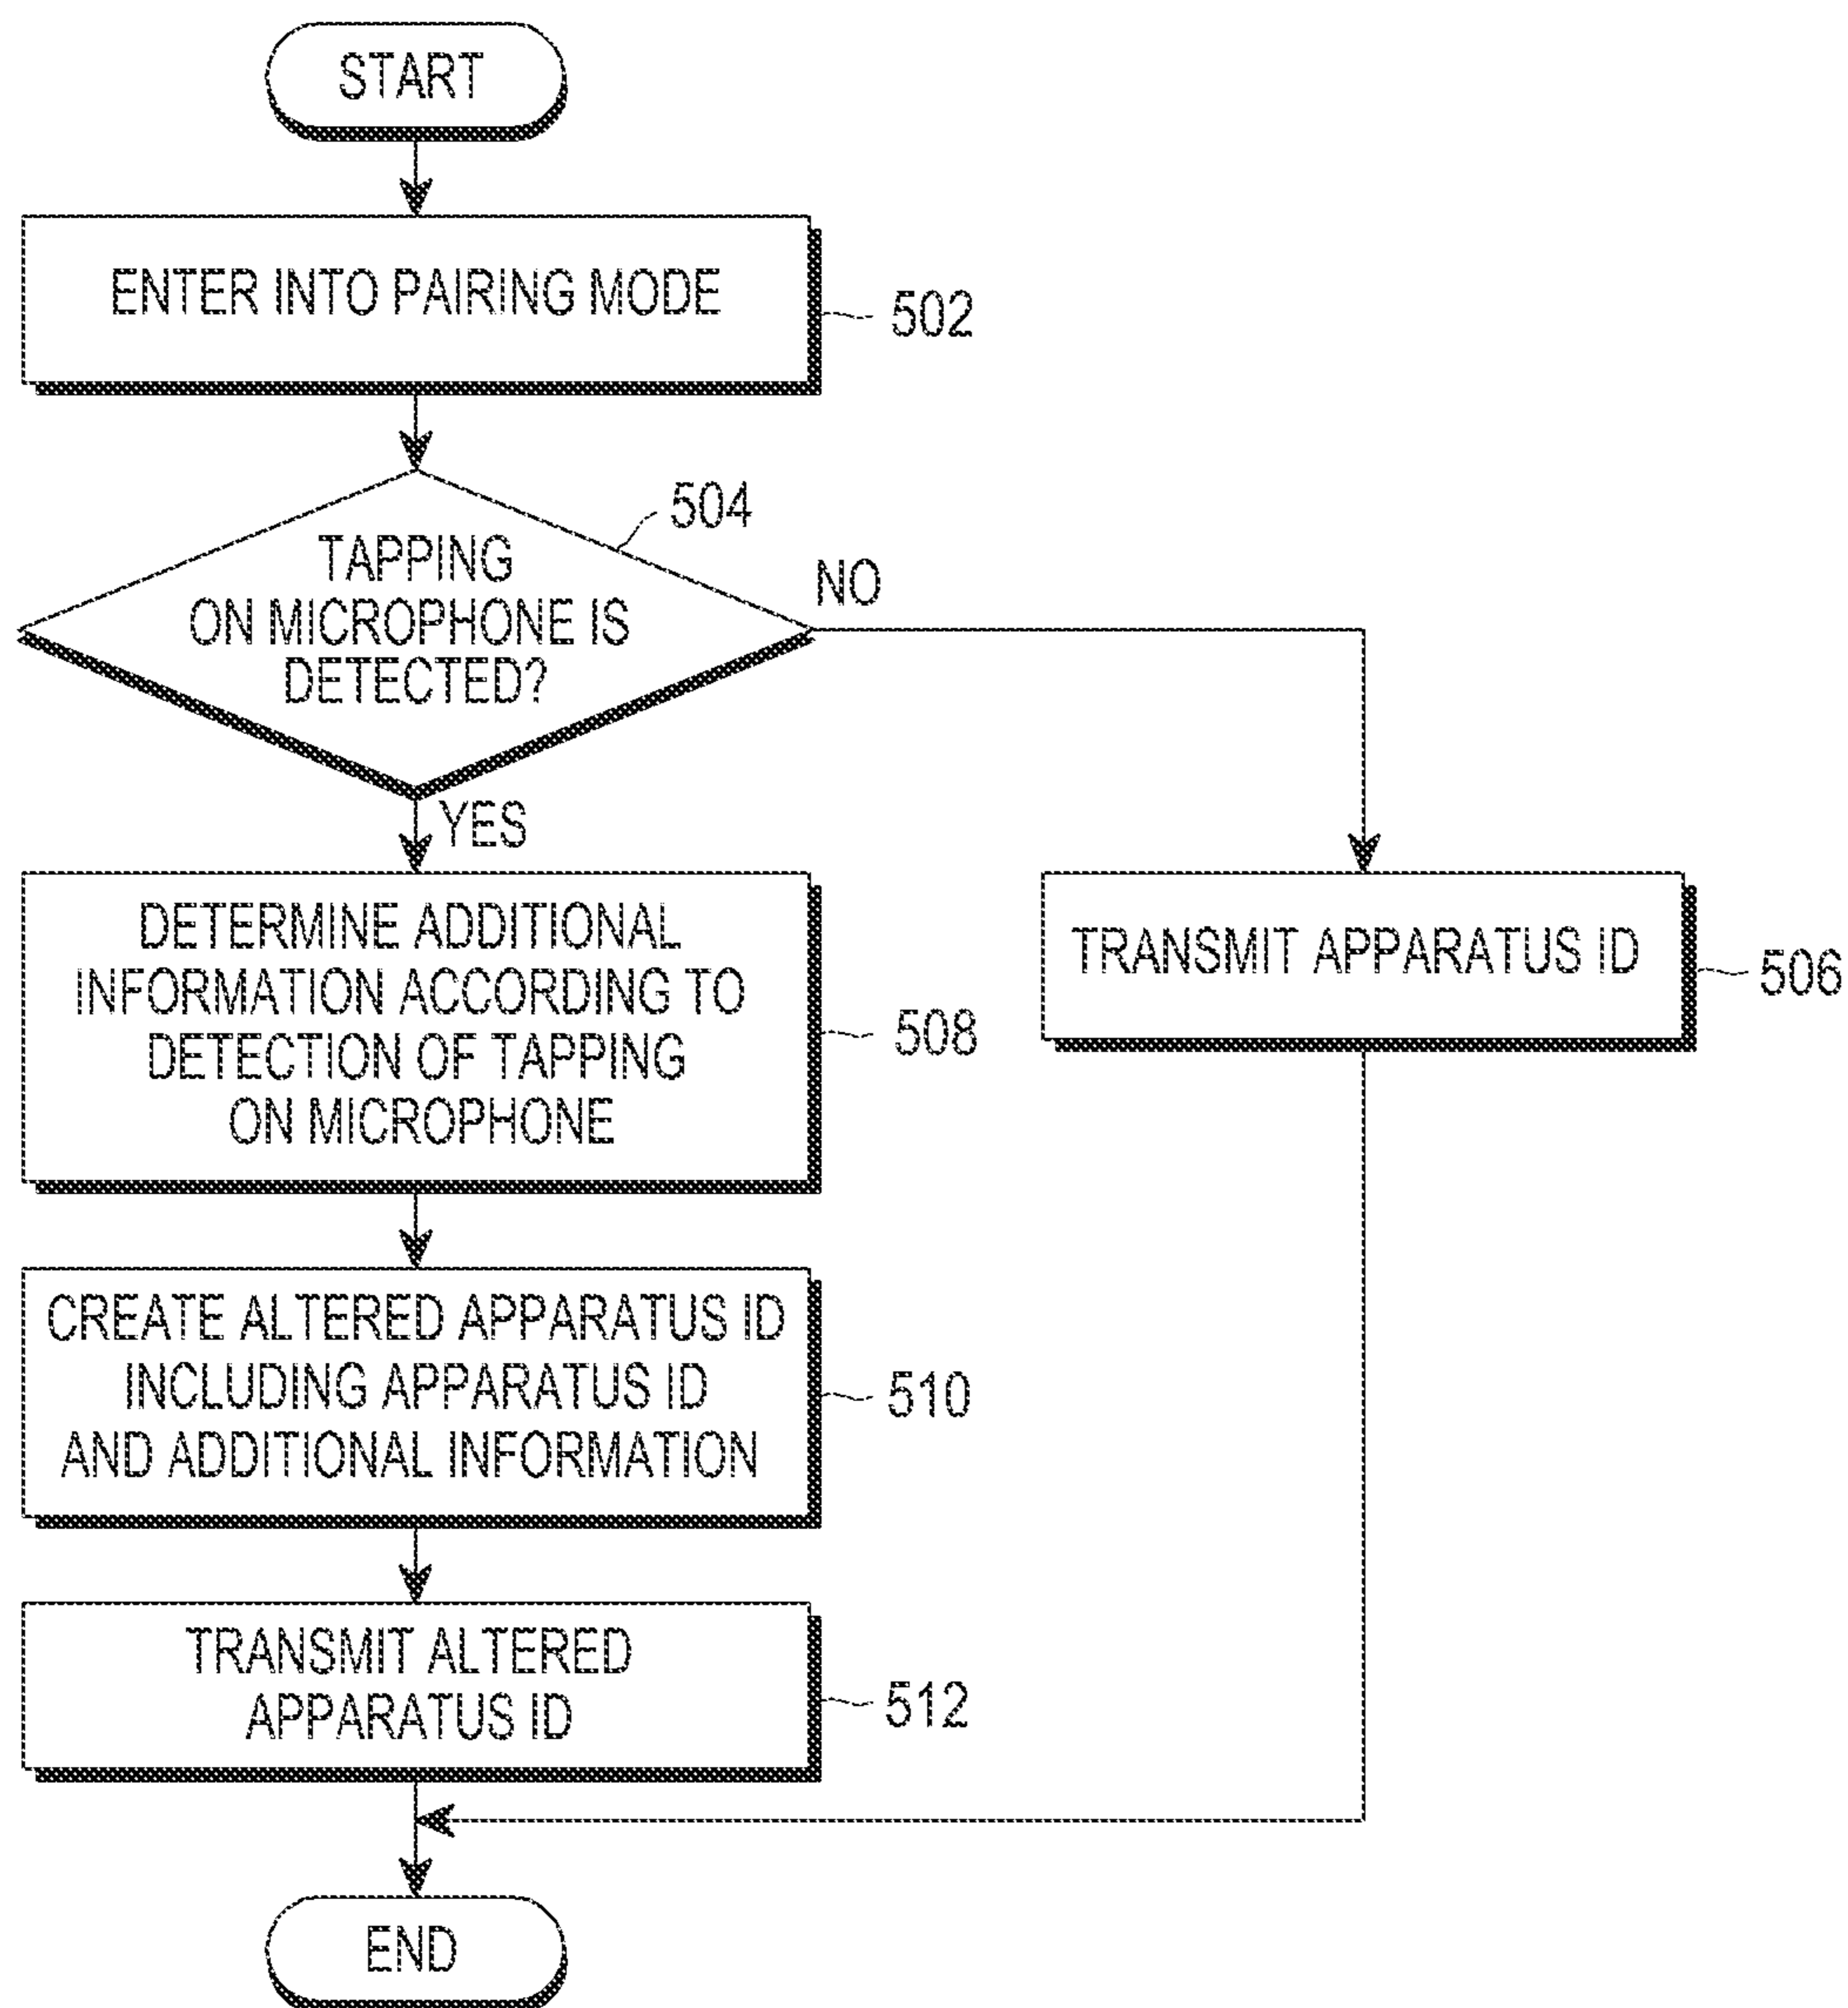 START
ENTER INTO PAIRING MODE
502
504
TAPPING
ON MICROPHONE IS
DETECTED?
NO
YES
DETERMINE ADDITIONAL
INFORMATION ACCORDING TO
DETECTION OF TAPPING
ON MICROPHONE
508
TRANSMIT APPARATUS ID
506
CREATE ALTERED APPARATUS ID
INCLUDING APPARATUS ID
AND ADDITIONAL INFORMATION
510
TRANSMIT ALTERED
APPARATUS ID
512
END